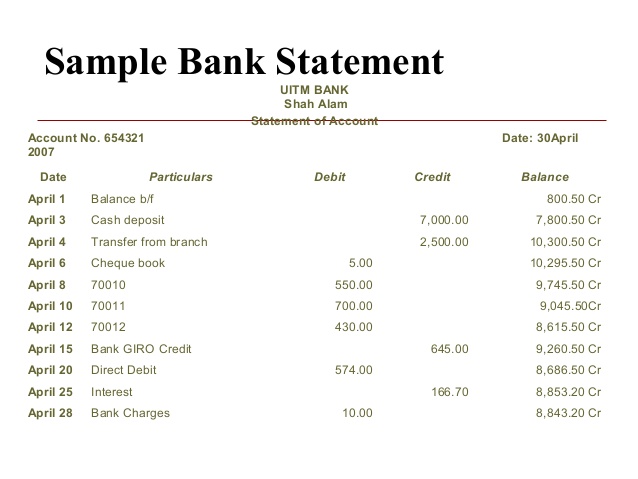 Sample Bank Statement
UITM BANK
Shah Alam
Statement of Account
Account No. 654321 Date: 30April
2007
Date Particulars Debit Credit Balance
April 1 Balance b/f 800.50 Cr
April 3 Cash deposit 7,000.00 7,800.50 Cr
April 4 Transfer from branch 2,500.00 10,300.50 Cr
April 6 Cheque book 5.00 10,295.50 Cr
April 8 70010 550.00 9,745.50 Cr
April 10 70011 700.00 9,045.50Cr
April 12 70012 430.00 8,615.50 Cr
April 15 Bank GIRO Credit 645.00 9,260.50 Cr
April 20 Direct Debit 574.00 8,686.50 Cr
April 25 Interest 166.70 8,853.20 Cr
April 28 Bank Charges 10.00 8,843.20 Cr